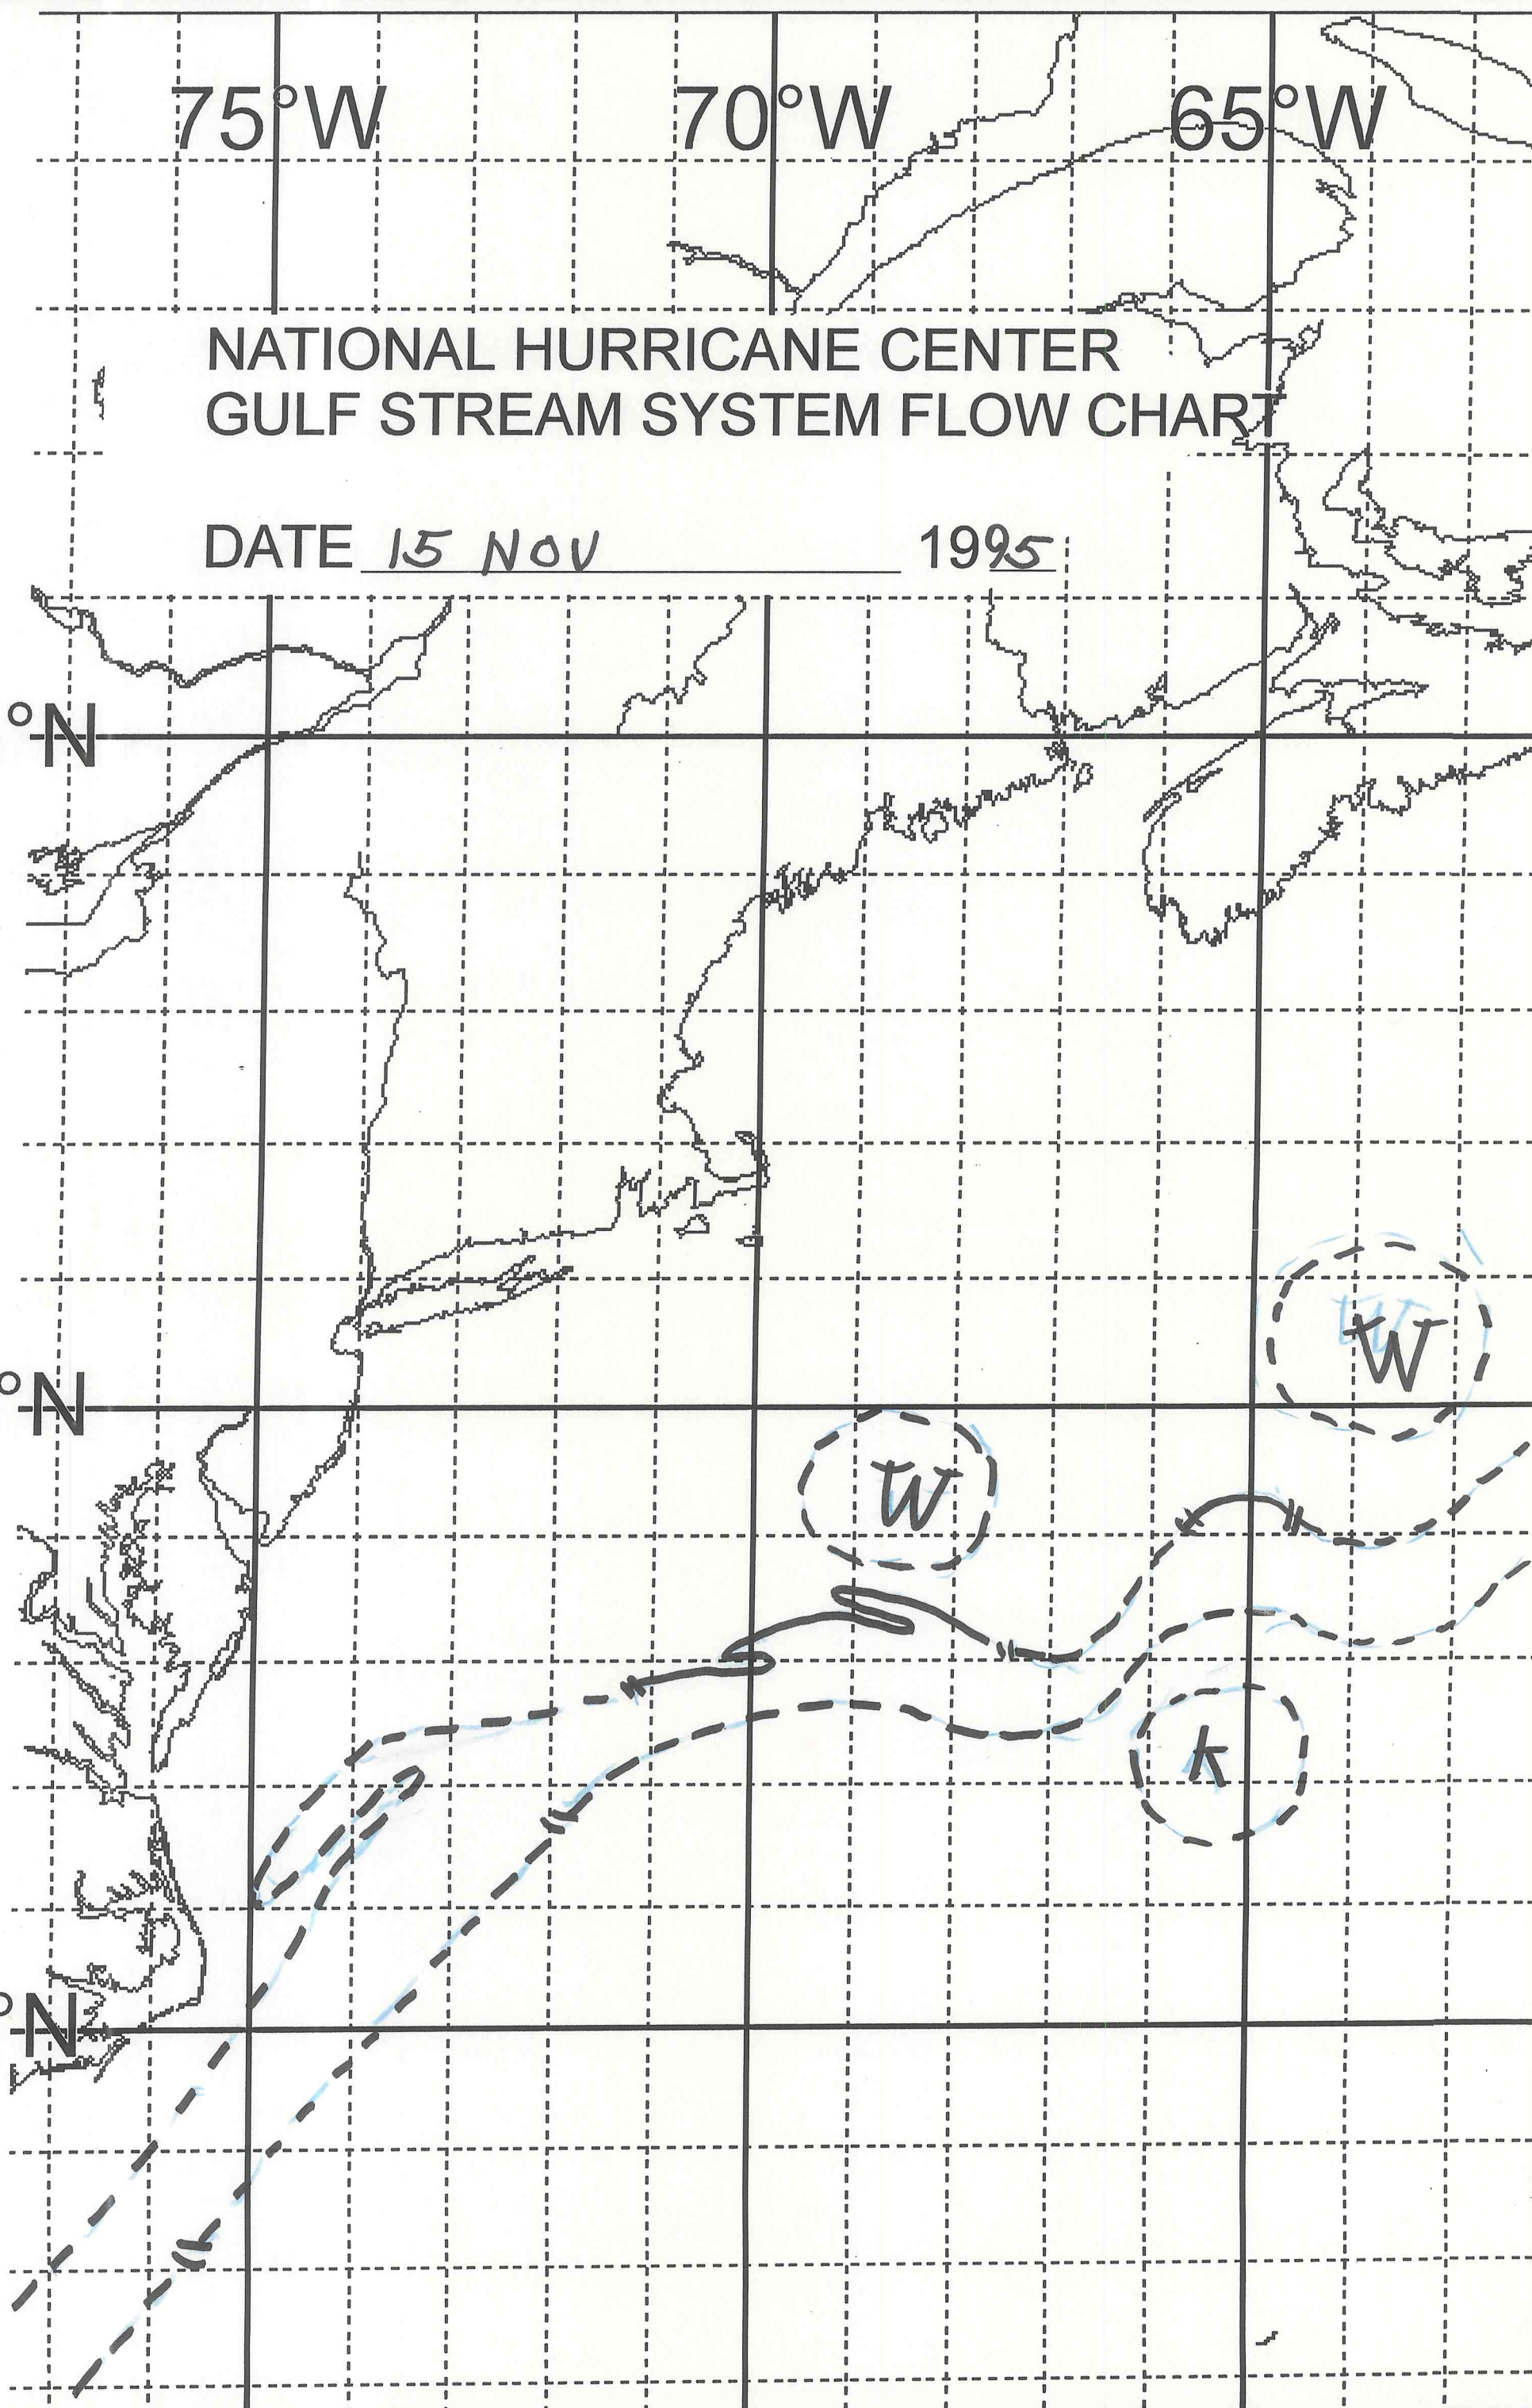 75°W 70°W 65°W
NATIONAL HURRICANE CENTER
GULF STREAM SYSTEM FLOW CHART
DATE 15 NOV 1995
°N
W
W
°N
W
K
°N